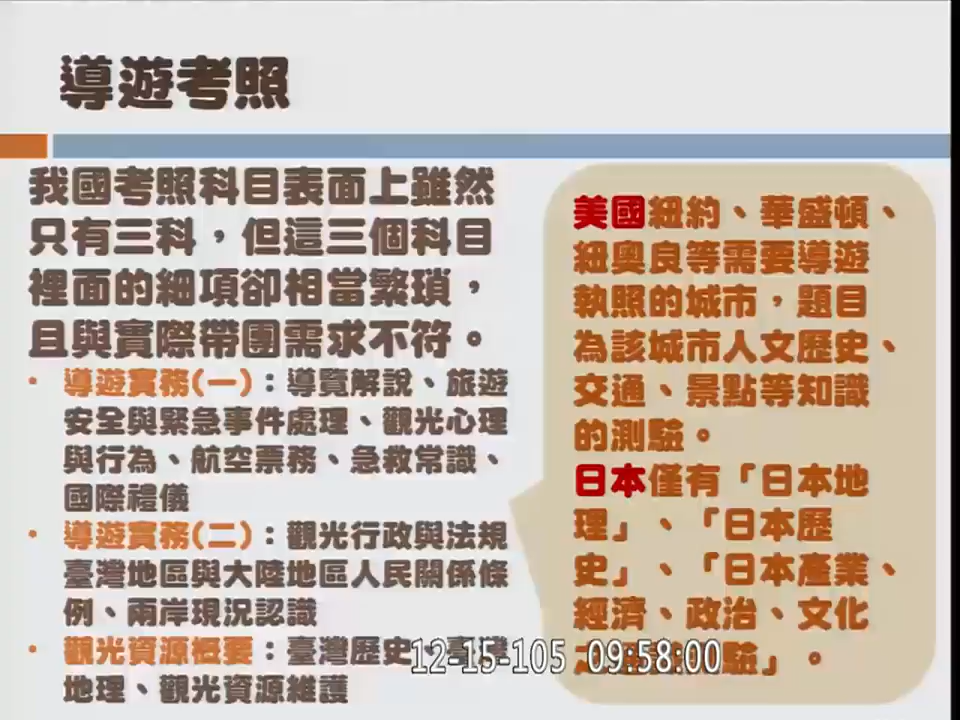 導遊考照
我國考照科目表面上雖然
只有三科，但這三個科目
裡面的細項卻相當繁瑣，
且與實際帶團需求不符。
• 導遊實務(一)：導覽解說、旅遊
安全與緊急事件處理、觀光心理
與行為、航空票務、急救常識、
國際禮儀
• 導遊實務(二)：觀光行政與法規
臺灣地區與大陸地區人民關係條
例、兩岸現況認識
• 觀光資源概要：臺灣歷史、臺灣
地理、觀光資源維護
美國紐約、華盛頓、
紐奧良等需要導遊
執照的城市，題目
為該城市人文歷史、
交通、景點等知識
的測驗。
日本僅有「日本地
理」、「日本歷
史」、「日本產業、
經濟、政治、文化
驗」。
12-15-105 09:58:00